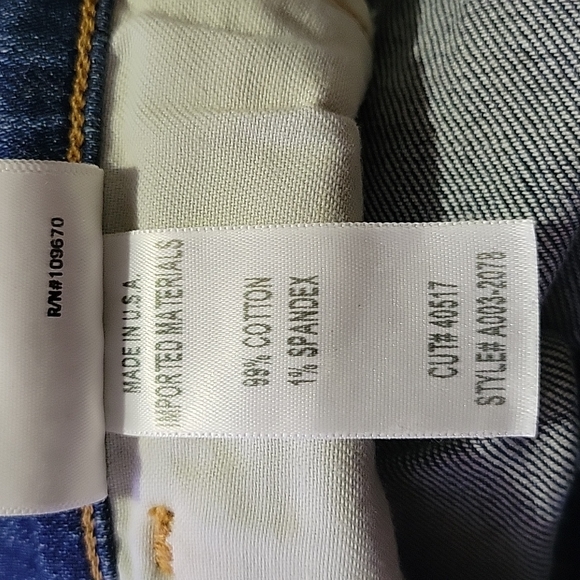 R/N#109670
MADE IN U.S.A.
IMPORTED MATERIALS
99% COTTON
1% SPANDEX
CUT# 40517
STYLE# A003-2078